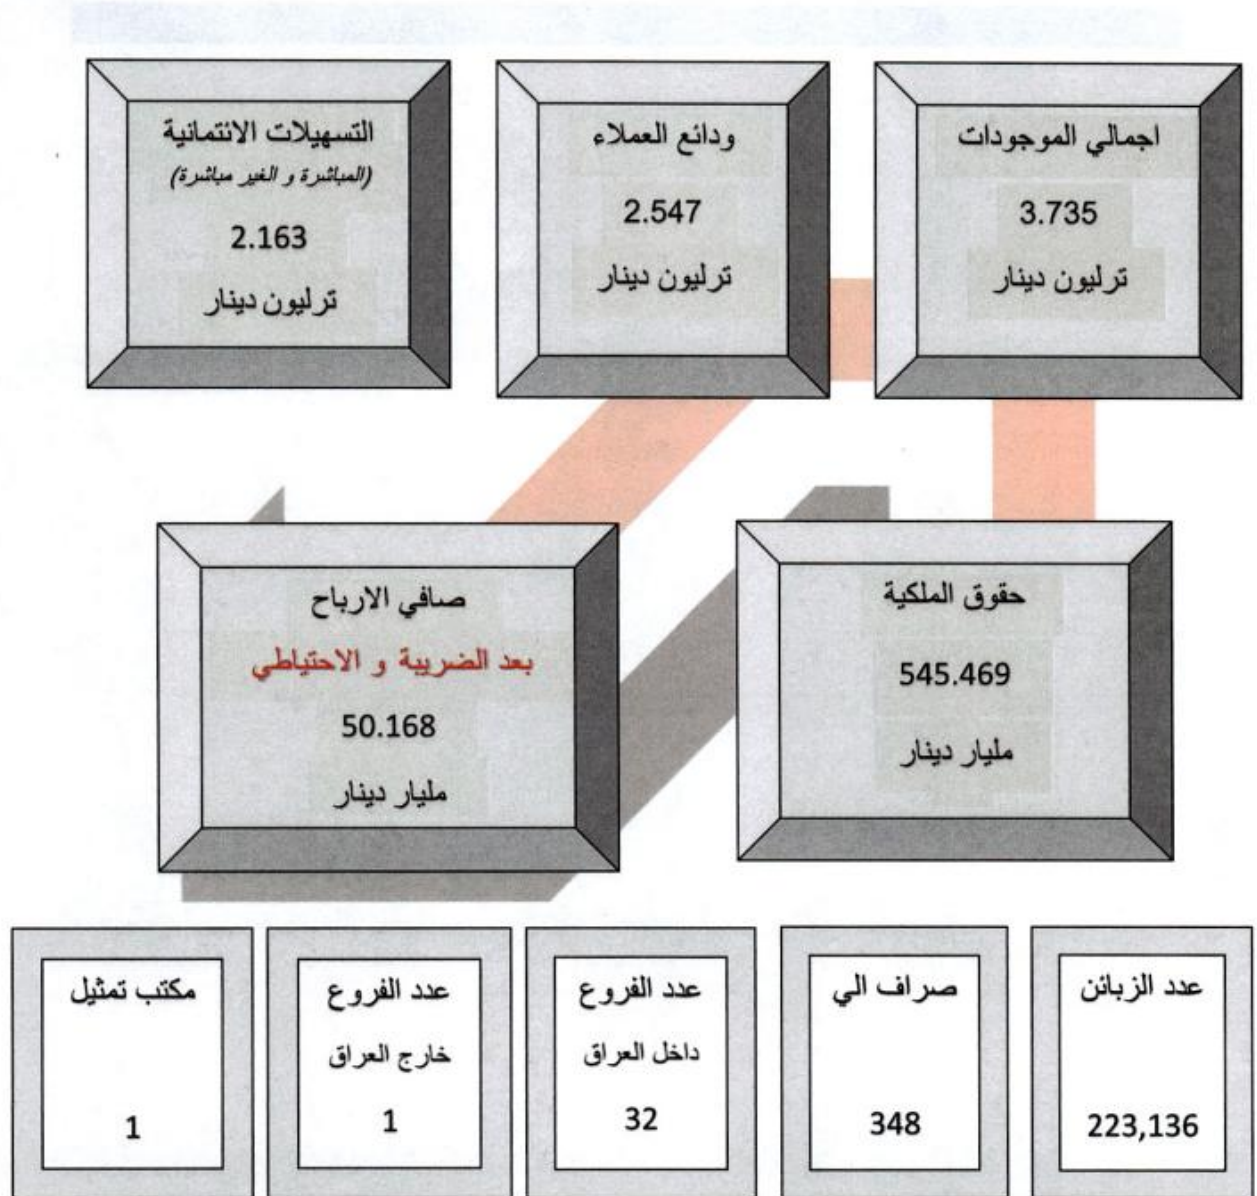 اجمالي الموجودات
3.735
ترليون دينار
ودائع العملاء
2.547
ترليون دينار
التسهيلات الائتمانية
(المباشرة و الغير مباشرة)
2.163
ترليون دينار
حقوق الملكية
545.469
مليار دينار
صافي الارباح
بعد الضريبة و الاحتياطي
50.168
مليار دينار
عدد الزبائن
223,136
صراف الي
348
عدد الفروع
داخل العراق
32
عدد الفروع
خارج العراق
1
مكتب تمثيل
1